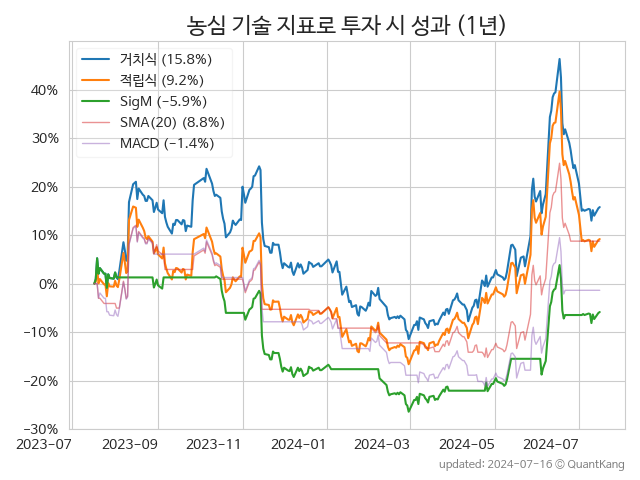 농심 기술 지표로 투자 시 성과 (1년)
거치식 (15.8%)
적립식 (9.2%)
SigM (−5.9%)
SMA(20) (8.8%)
MACD (−1.4%)
40%
30%
20%
10%
0%
−10%
−20%
−30%
2023-07 2023-09 2023-11 2024-01 2024-03 2024-05 2024-07
updated: 2024-07-16 © QuantKang